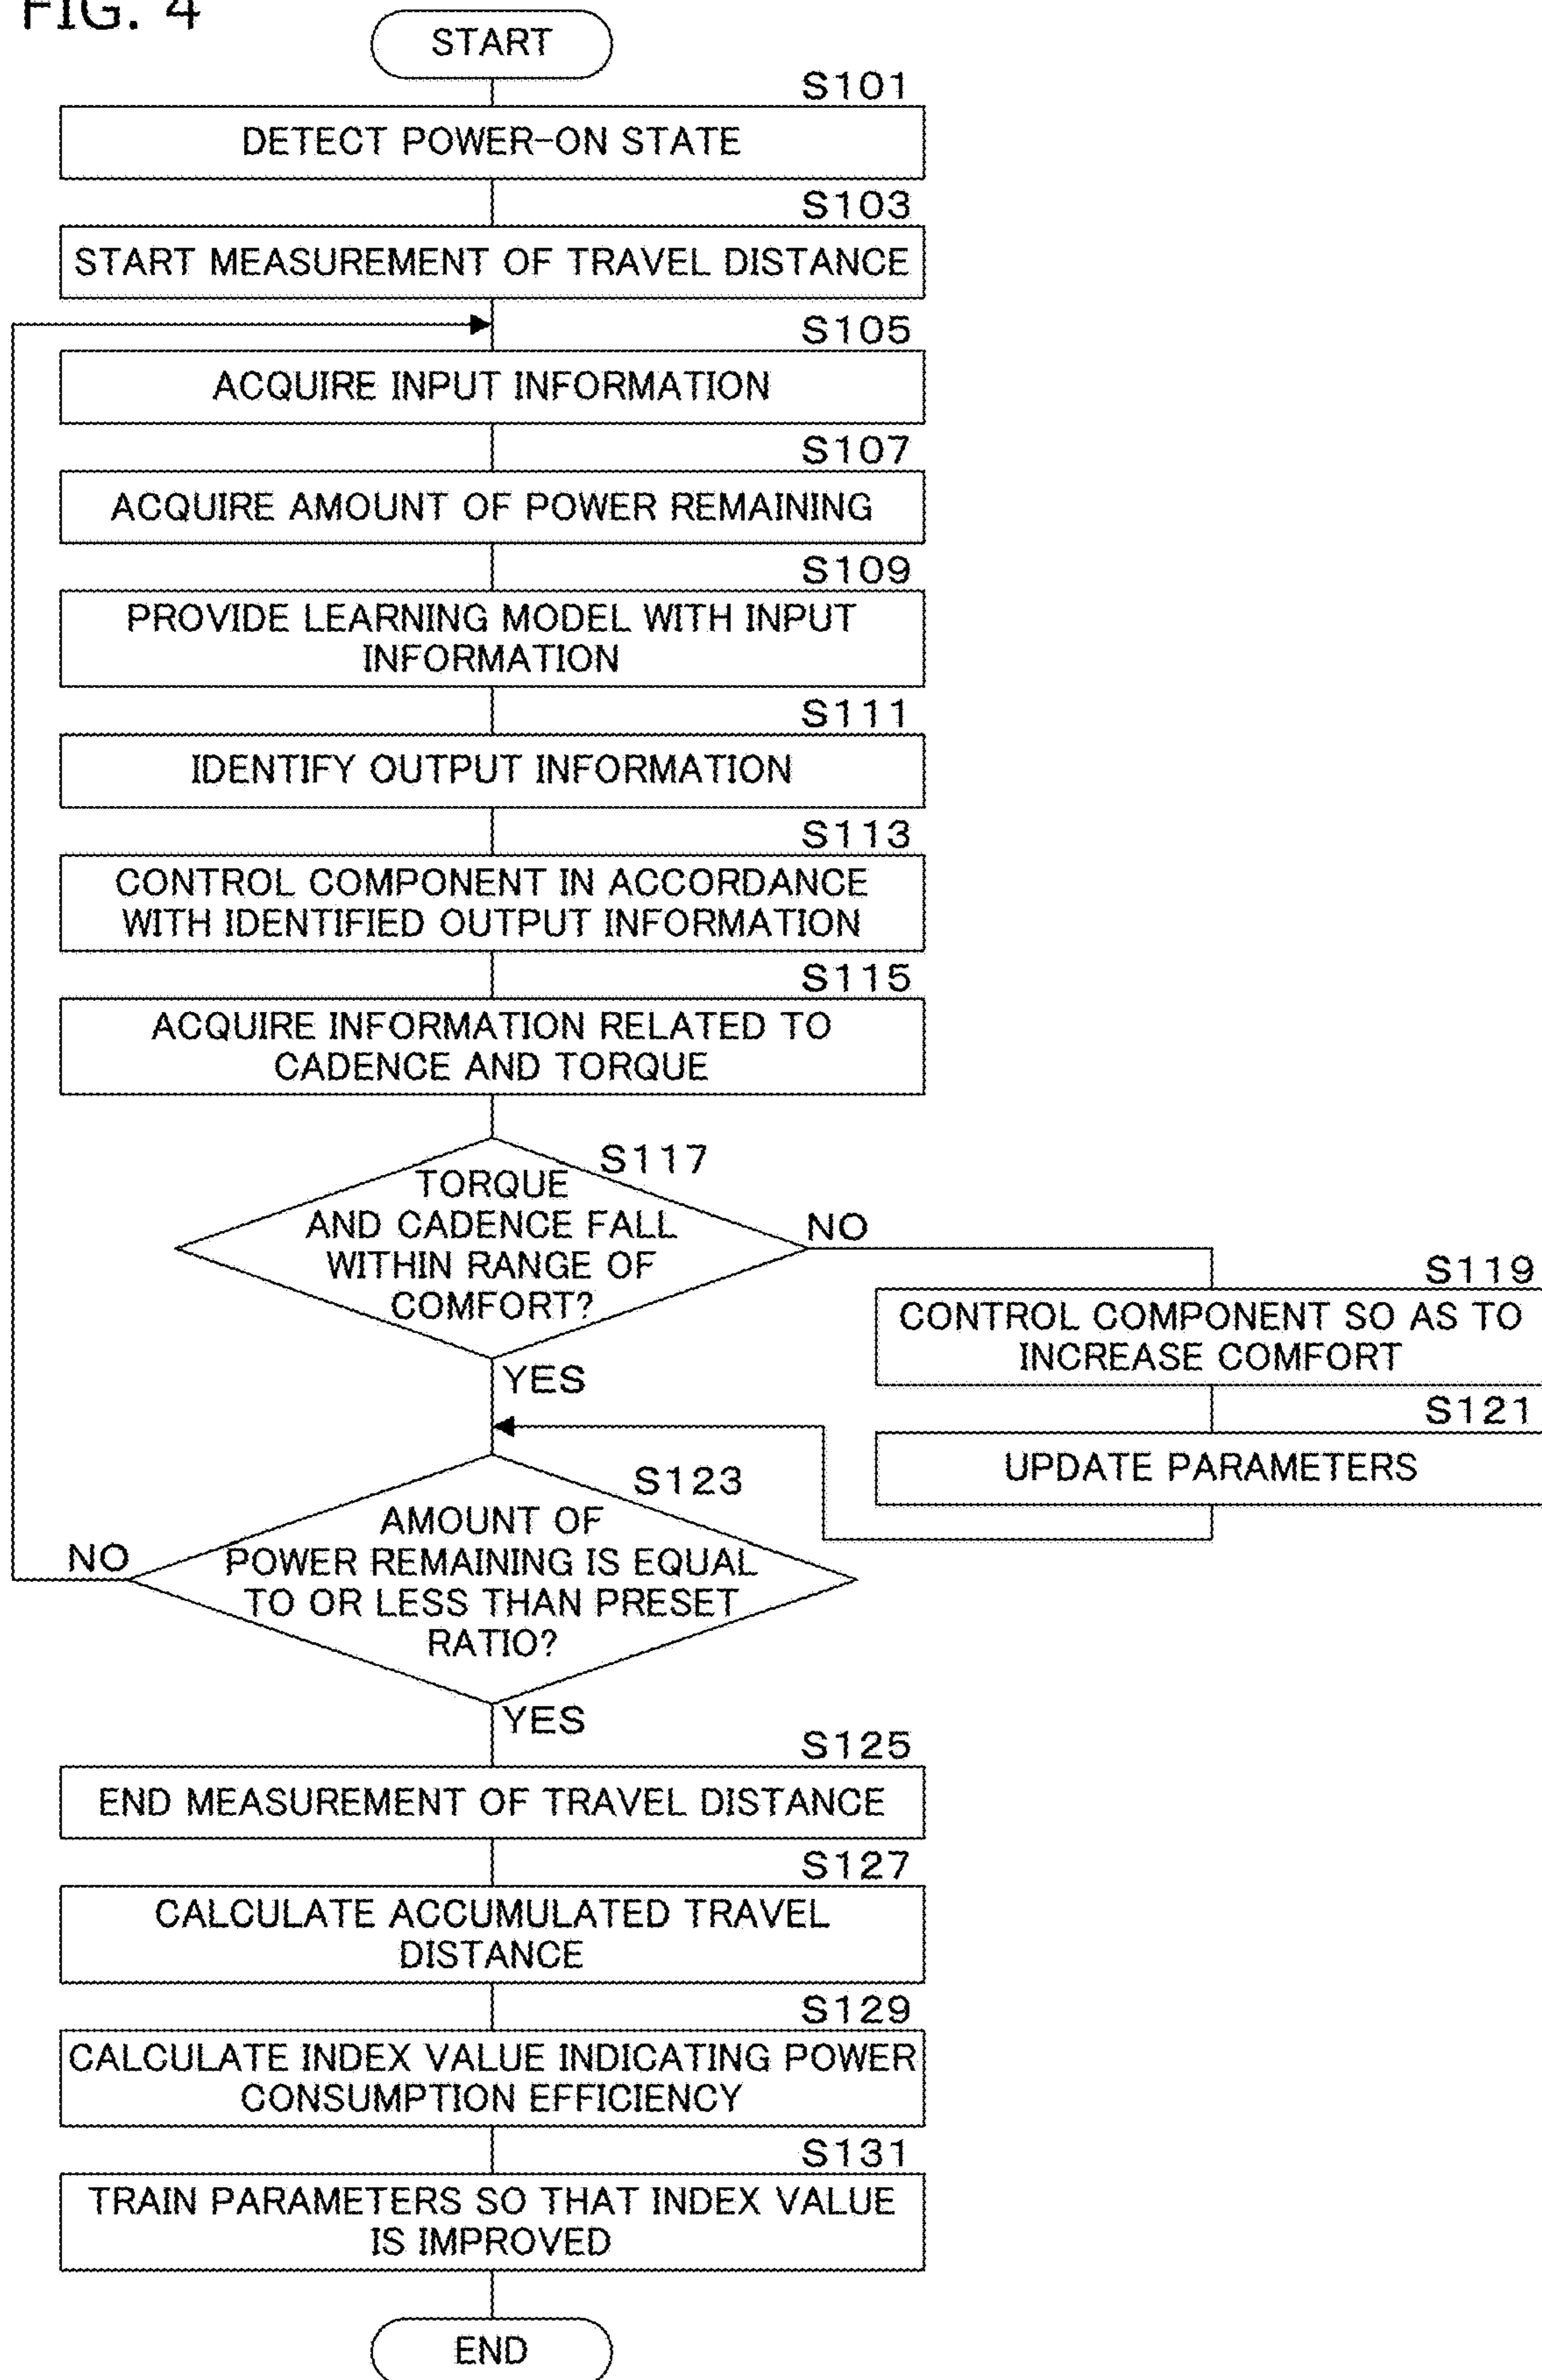 FIG. 4
START
S101
DETECT POWER-ON STATE
S103
START MEASUREMENT OF TRAVEL DISTANCE
S105
ACQUIRE INPUT INFORMATION
S107
ACQUIRE AMOUNT OF POWER REMAINING
S109
PROVIDE LEARNING MODEL WITH INPUT
INFORMATION
S111
IDENTIFY OUTPUT INFORMATION
S113
CONTROL COMPONENT IN ACCORDANCE
WITH IDENTIFIED OUTPUT INFORMATION
S115
ACQUIRE INFORMATION RELATED TO
CADENCE AND TORQUE
S117
TORQUE
AND CADENCE FALL
WITHIN RANGE OF
COMFORT?
NO
S119
CONTROL COMPONENT SO AS TO
INCREASE COMFORT
YES
S121
UPDATE PARAMETERS
S123
AMOUNT OF
POWER REMAINING IS EQUAL
TO OR LESS THAN PRESET
RATIO?
NO
YES
S125
END MEASUREMENT OF TRAVEL DISTANCE
S127
CALCULATE ACCUMULATED TRAVEL
DISTANCE
S129
CALCULATE INDEX VALUE INDICATING POWER
CONSUMPTION EFFICIENCY
S131
TRAIN PARAMETERS SO THAT INDEX VALUE
IS IMPROVED
END